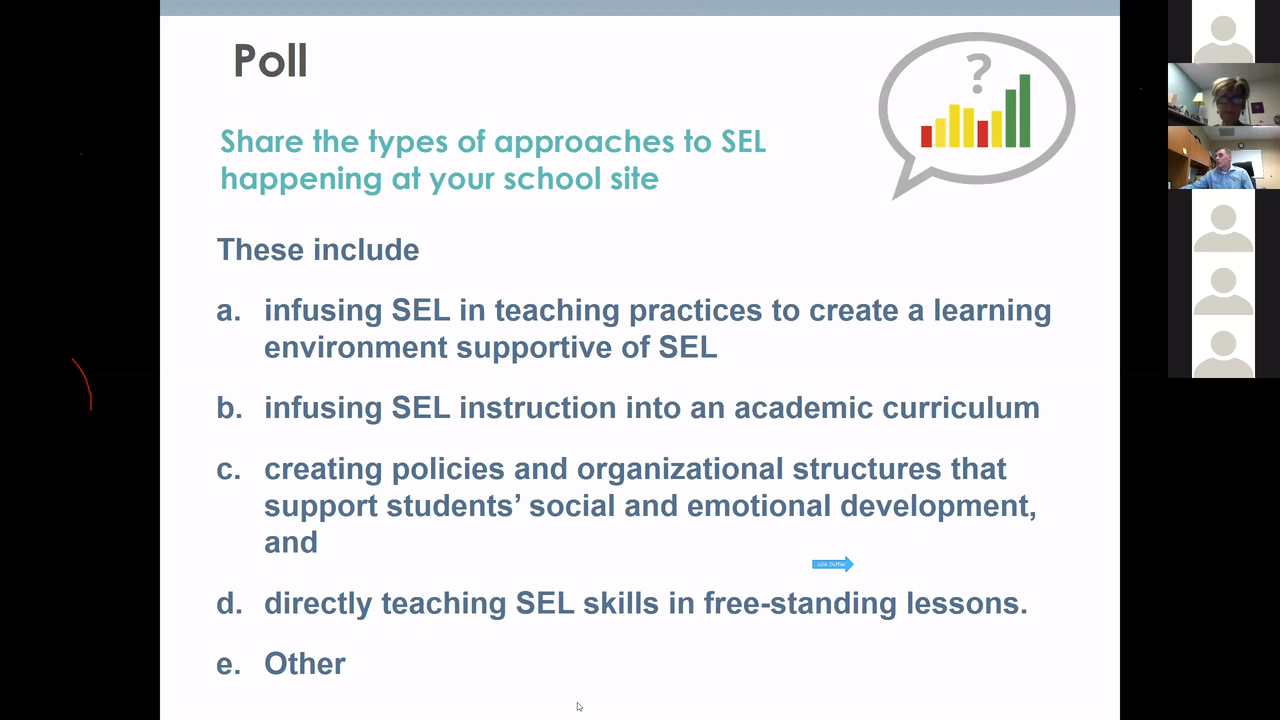 Poll
?
Share the types of approaches to SEL
happening at your school site
These include
a. infusing SEL in teaching practices to create a learning
environment supportive of SEL
b. infusing SEL instruction into an academic curriculum
c. creating policies and organizational structures that
support students’ social and emotional development,
and
d. directly teaching SEL skills in free-standing lessons.
e. Other